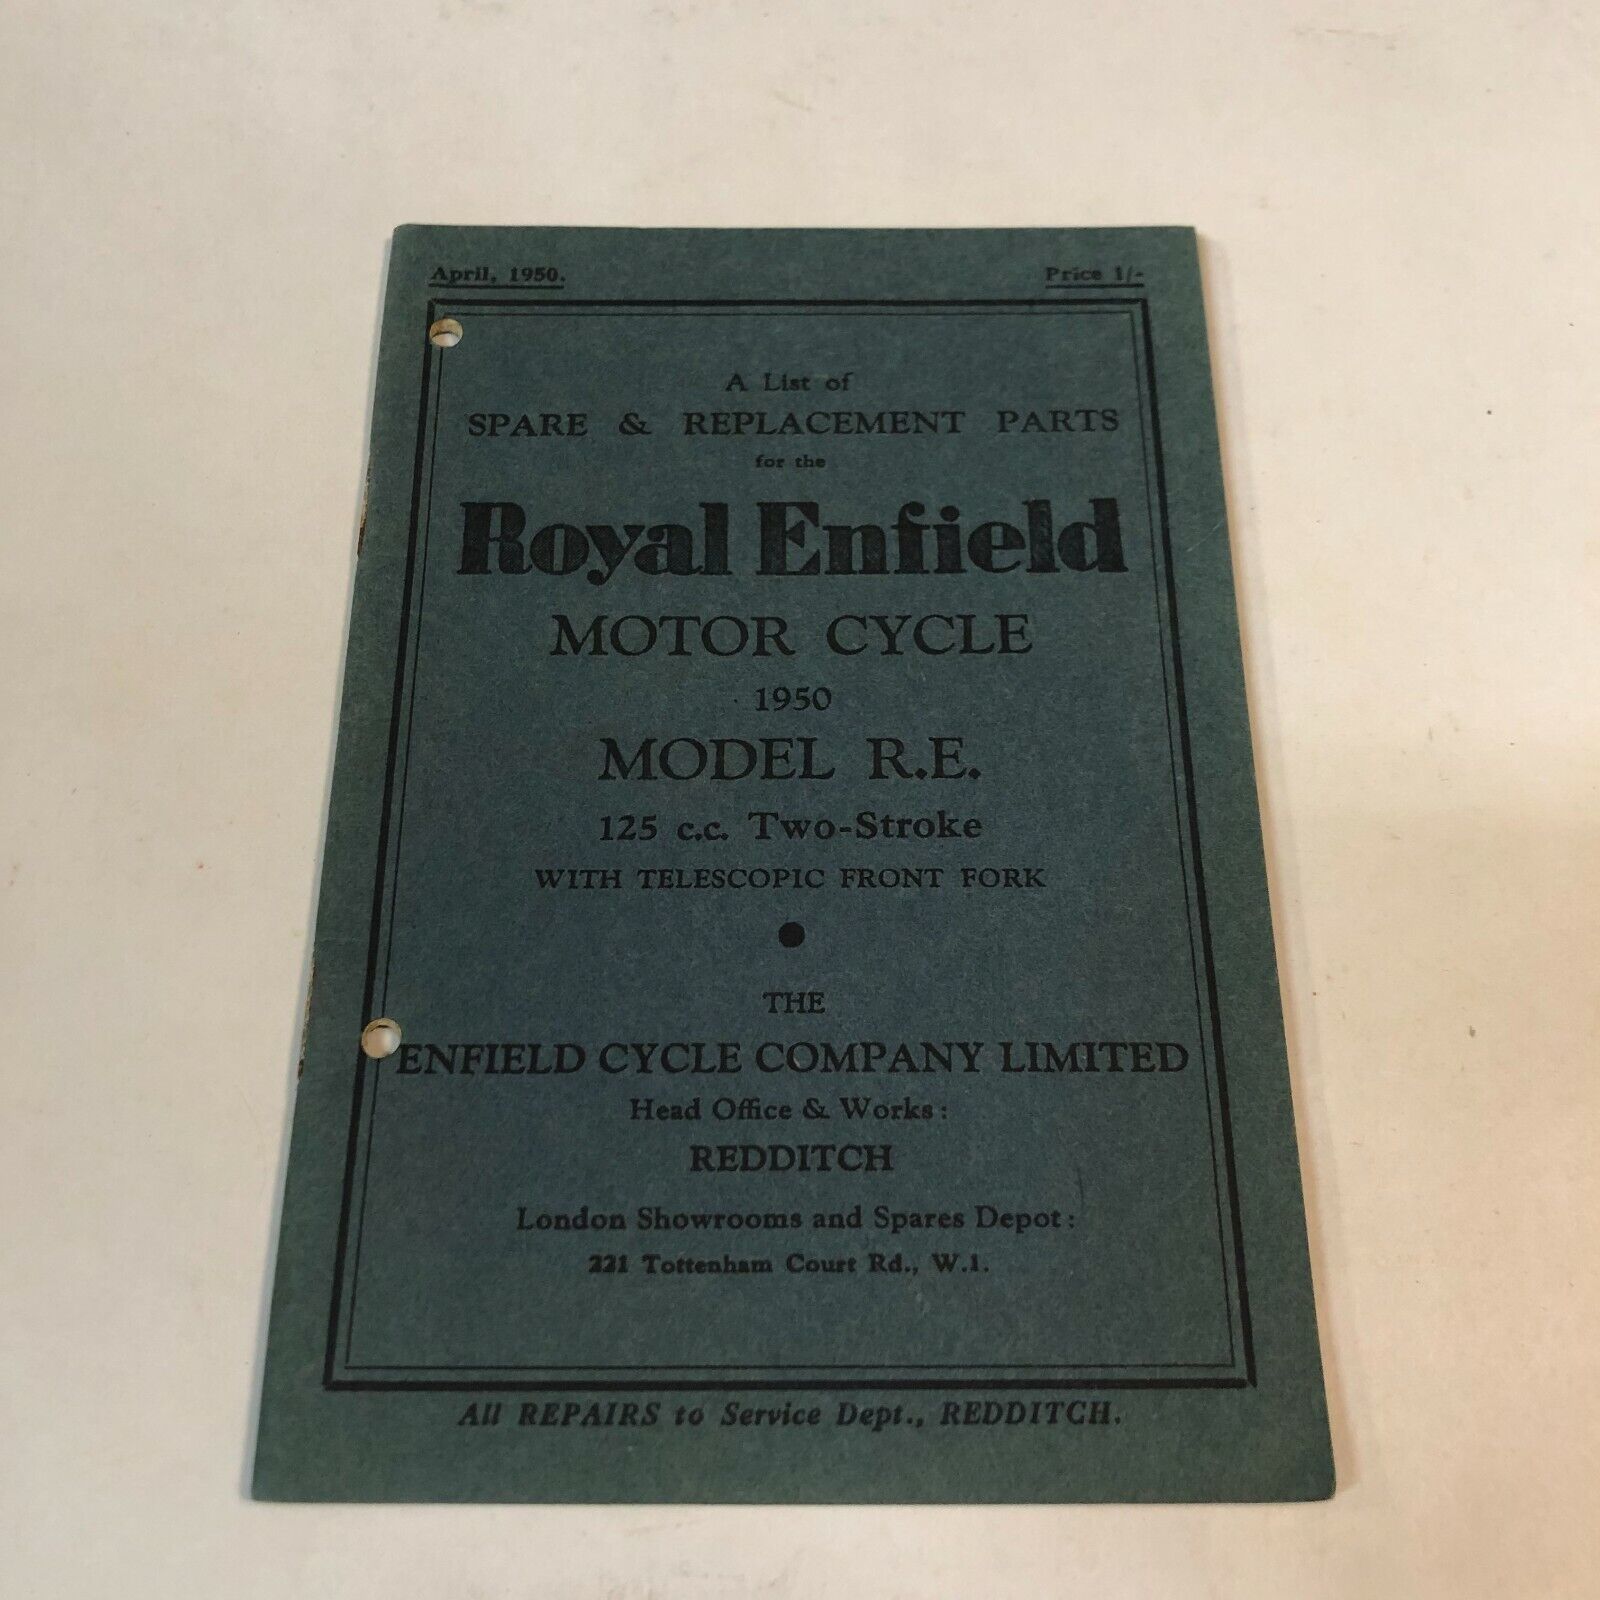 April, 1950.
Price 1/-
A List of
SPARE & REPLACEMENT PARTS
for the
Royal Enfield
MOTOR CYCLE
1950
MODEL R.E.
125 c.c. Two-Stroke
WITH TELESCOPIC FRONT FORK
THE
ENFIELD CYCLE COMPANY LIMITED
Head Office & Works:
REDDITCH
London Showrooms and Spares Depot:
221 Tottenham Court Rd., W.1.
All REPAIRS to Service Dept., REDDITCH.